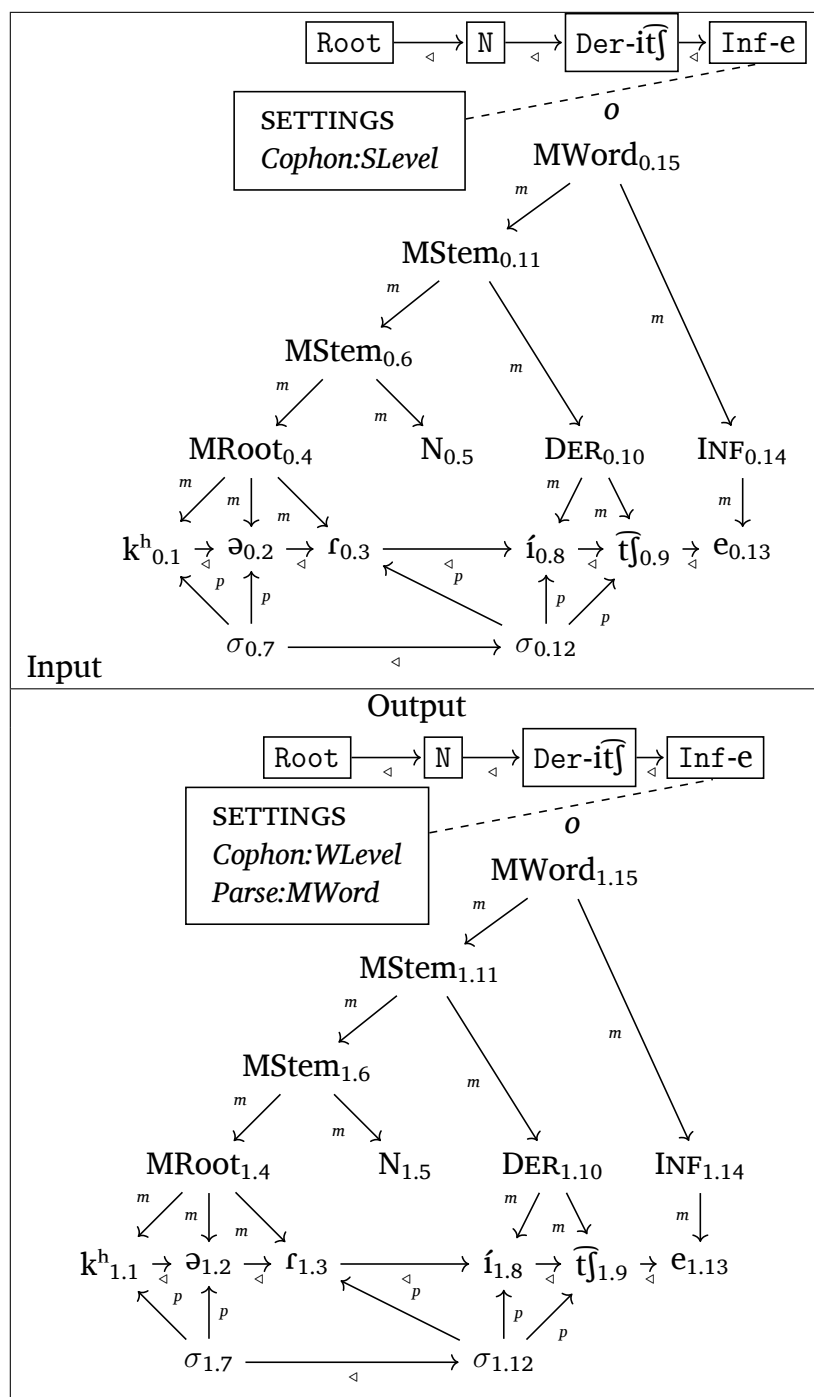 Root ◃ N ◃ Der-it͡ʃ ◃ Inf-e
SETTINGS
Cophon:SLevel
o
MWord0.15
m
MStem0.11
m
m
MStem0.6
m
m
m
MRoot0.4 N0.5 DER0.10 INF0.14
m m m m m m
kʰ0.1 ◃ ə0.2 ◃ ɾ0.3 ◃ í0.8 ◃ t͡ʃ0.9 ◃ e0.13
p p p p p
σ0.7 ◃ σ0.12
Input
Output
Root ◃ N ◃ Der-it͡ʃ ◃ Inf-e
SETTINGS
Cophon:WLevel
Parse:MWord
o
MWord1.15
m
MStem1.11
m
m
MStem1.6
m
m
m
MRoot1.4 N1.5 DER1.10 INF1.14
m m m m m m
kʰ1.1 ◃ ə1.2 ◃ ɾ1.3 ◃ í1.8 ◃ t͡ʃ1.9 ◃ e1.13
p p p p p
σ1.7 ◃ σ1.12